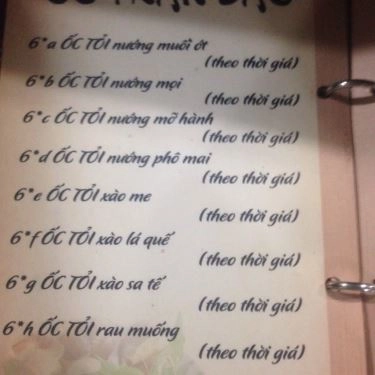 6*a ỐC TỎI nướng muối ớt
(theo thời giá)
6*b ỐC TỎI nướng mọi
(theo thời giá)
6*c ỐC TỎI nướng mỡ hành
(theo thời giá)
6*d ỐC TỎI nướng phô mai
(theo thời giá)
6*e ỐC TỎI xào me
(theo thời giá)
6*f ỐC TỎI xào lá quế
(theo thời giá)
6*g ỐC TỎI xào sa tế
(theo thời giá)
6*h ỐC TỎI rau muống
(theo thời giá)